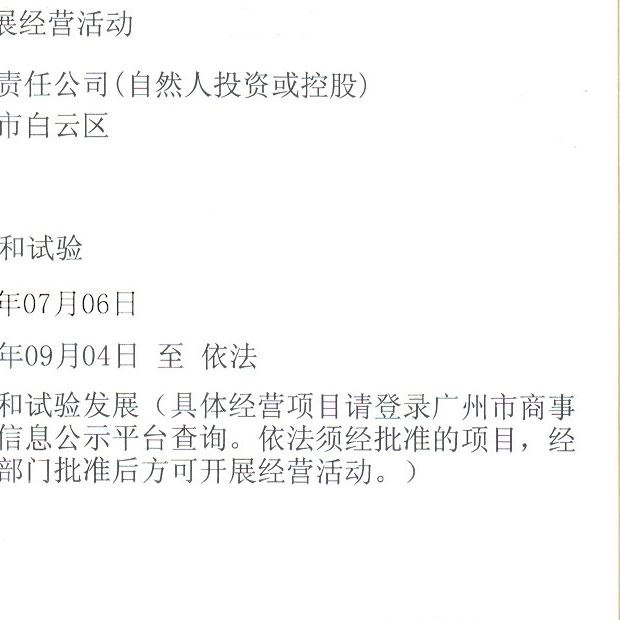 展经营活动
责任公司(自然人投资或控股)
市白云区
和试验
年07月06日
年09月04日 至 依法
和试验发展（具体经营项目请登录广州市商事
信息公示平台查询。依法须经批准的项目，经
部门批准后方可开展经营活动。）